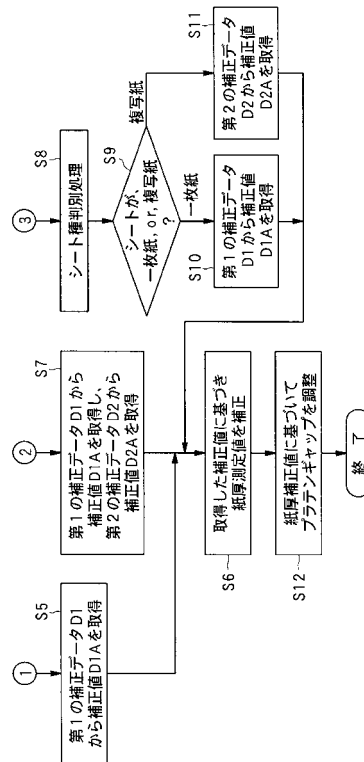 ①
S5
第１の補正データD1
から補正値D1Aを取得
②
S7
第１の補正データD1から
補正値D1Aを取得し、
第２の補正データD2から
補正値D2Aを取得
③
S8
シート種判別処理
S9
シートが、
一枚紙, or, 複写紙
?
複写紙
一枚紙
S10
第１の補正データ
D1から補正値
D1Aを取得
S11
第２の補正データ
D2から補正値
D2Aを取得
取得した補正値に基づき
紙厚測定値を補正
S6
紙厚補正値に基づいて
プラテンギャップを調整
S12
終 了